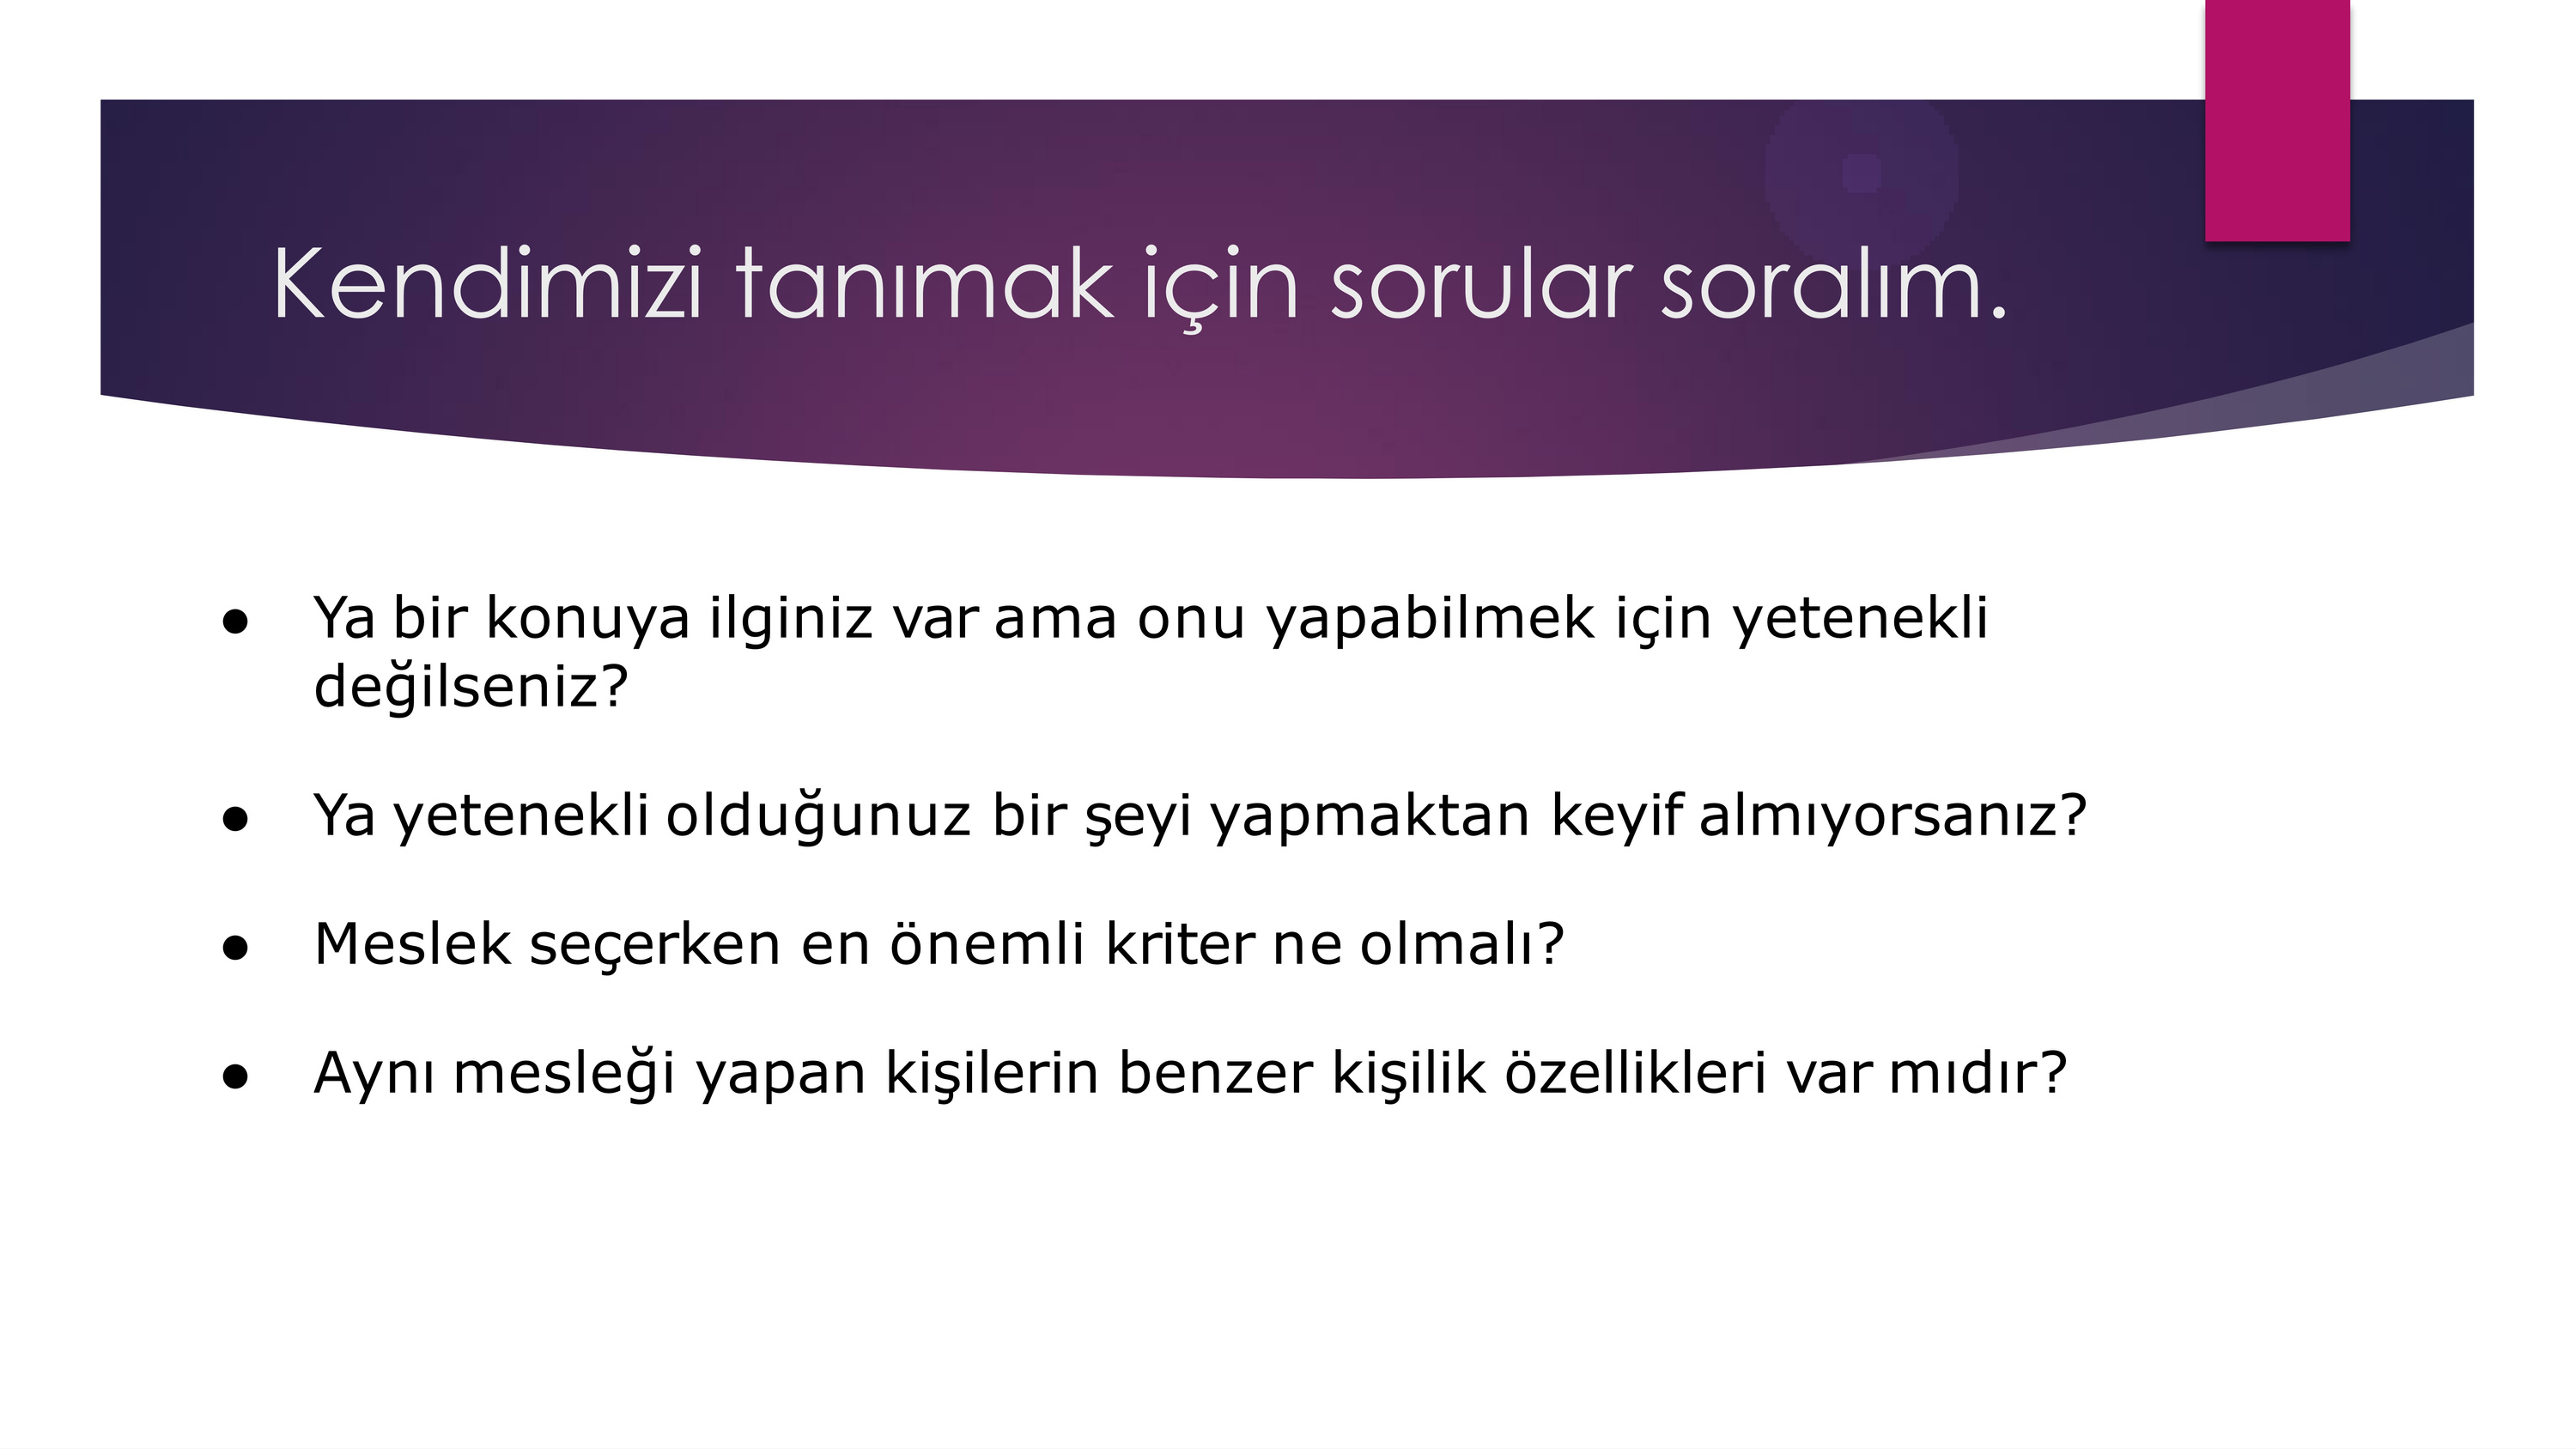 Kendimizi tanımak için sorular soralım.
● Ya bir konuya ilginiz var ama onu yapabilmek için yetenekli
değilseniz?
● Ya yetenekli olduğunuz bir şeyi yapmaktan keyif almıyorsanız?
● Meslek seçerken en önemli kriter ne olmalı?
● Aynı mesleği yapan kişilerin benzer kişilik özellikleri var mıdır?